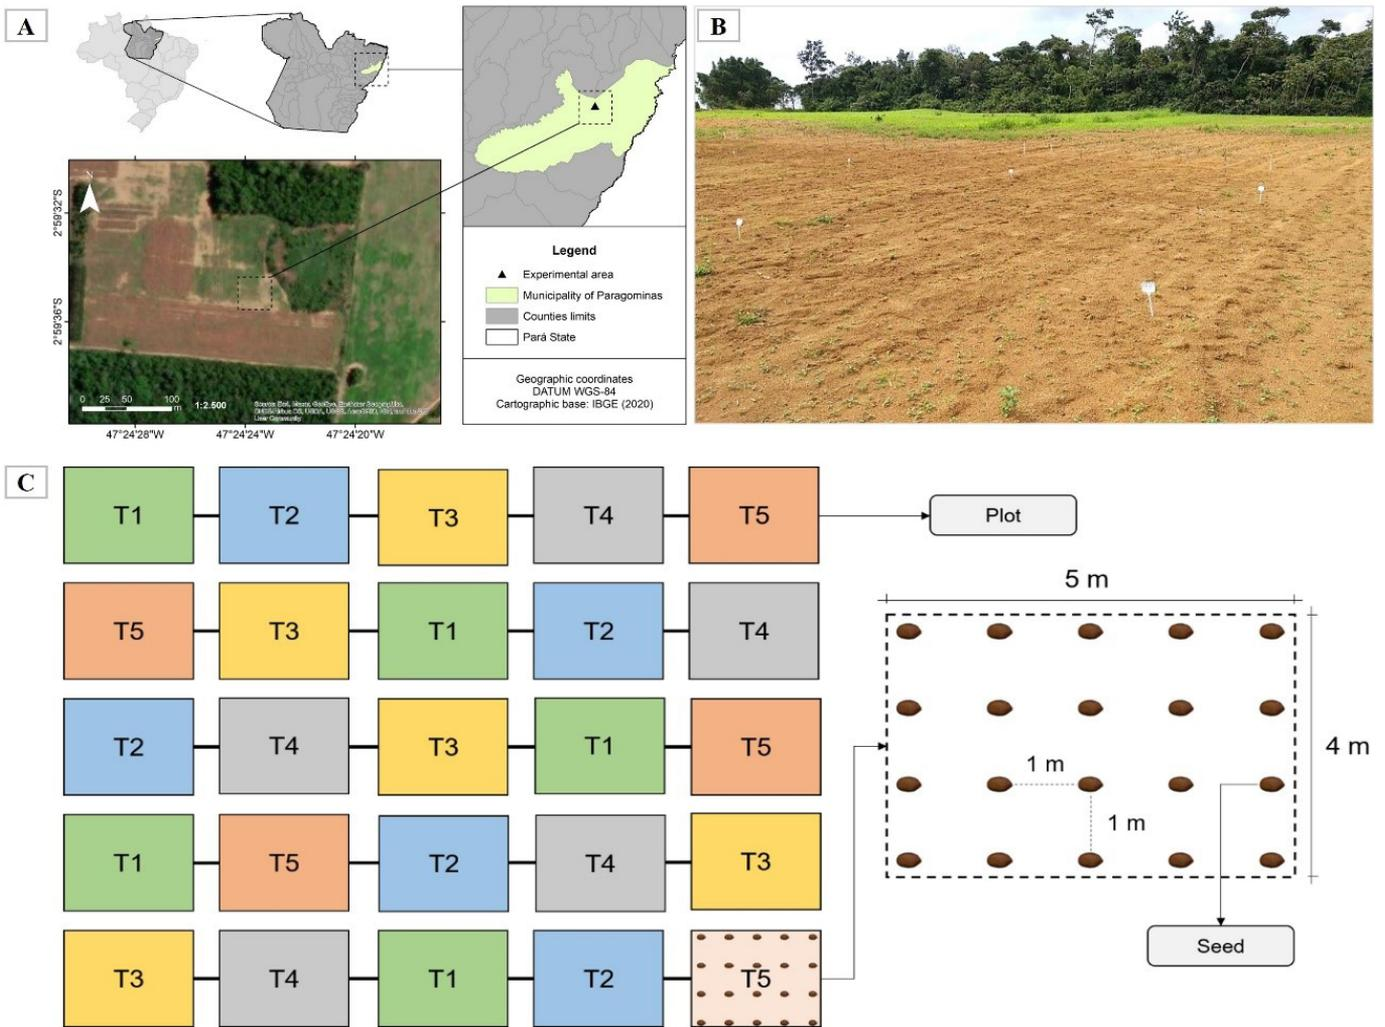 A
B
N
2°59'32"S
2°59'36"S
0 25 50 100
m
1:2.500
47°24'28"W 47°24'24"W 47°24'20"W
Legend
Experimental area
Municipality of Paragominas
Counties limits
Pará State
Geographic coordinates
DATUM WGS-84
Cartographic base: IBGE (2020)
C
T1 T2 T3 T4 T5
Plot
T5 T3 T1 T2 T4
T2 T4 T3 T1 T5
T1 T5 T2 T4 T3
T3 T4 T1 T2 T5
5 m
4 m
1 m
1 m
Seed